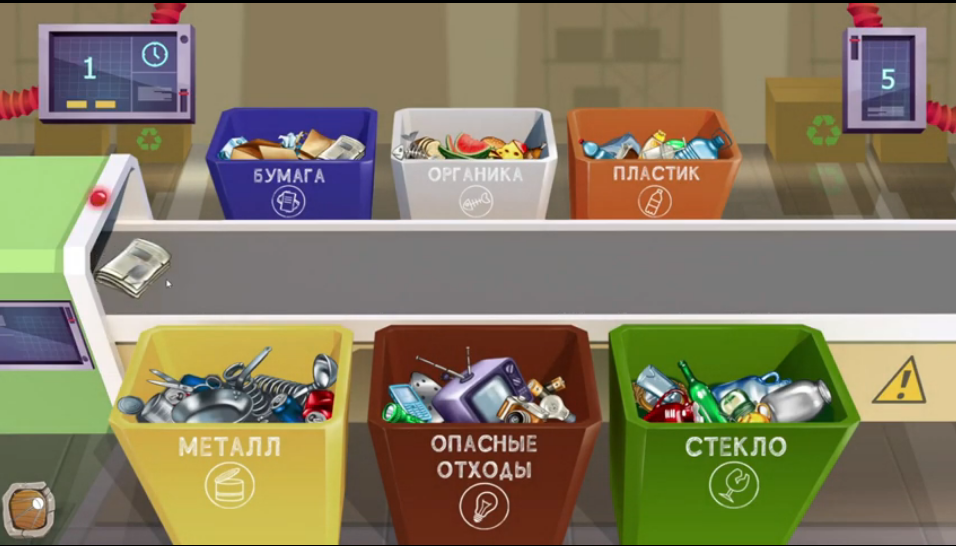 1
5
БУМАГА
ОРГАНИКА
ПЛАСТИК
МЕТАЛЛ
ОПАСНЫЕ
ОТХОДЫ
СТЕКЛО